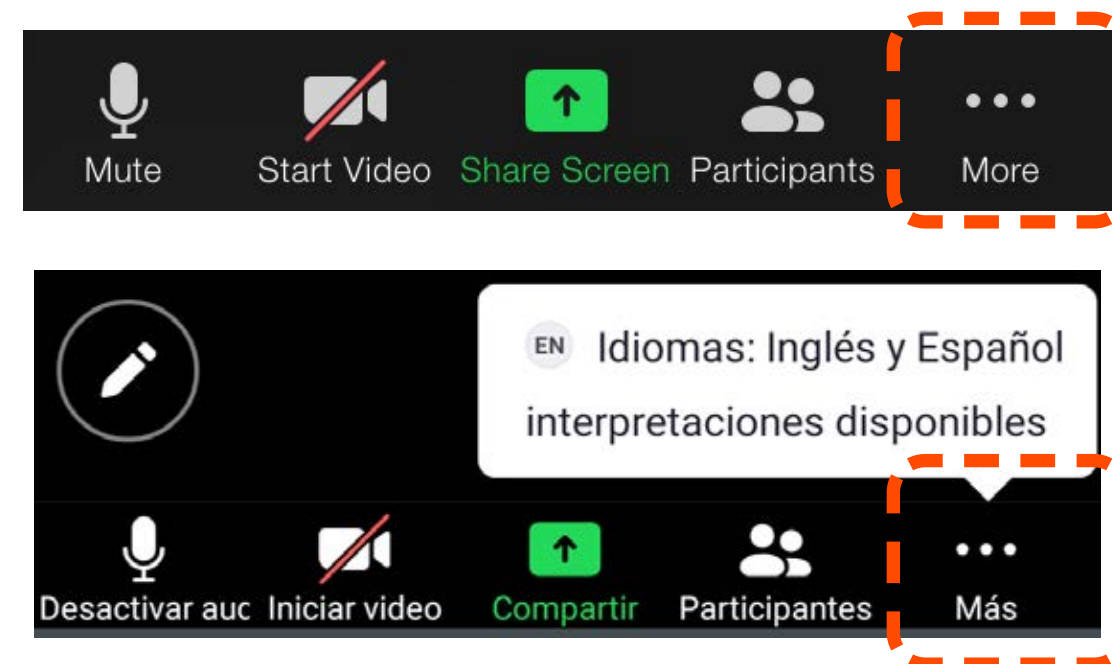 Mute Start Video Share Screen Participants More
EN Idiomas: Inglés y Español
interpretaciones disponibles
Desactivar auc Iniciar video Compartir Participantes Más